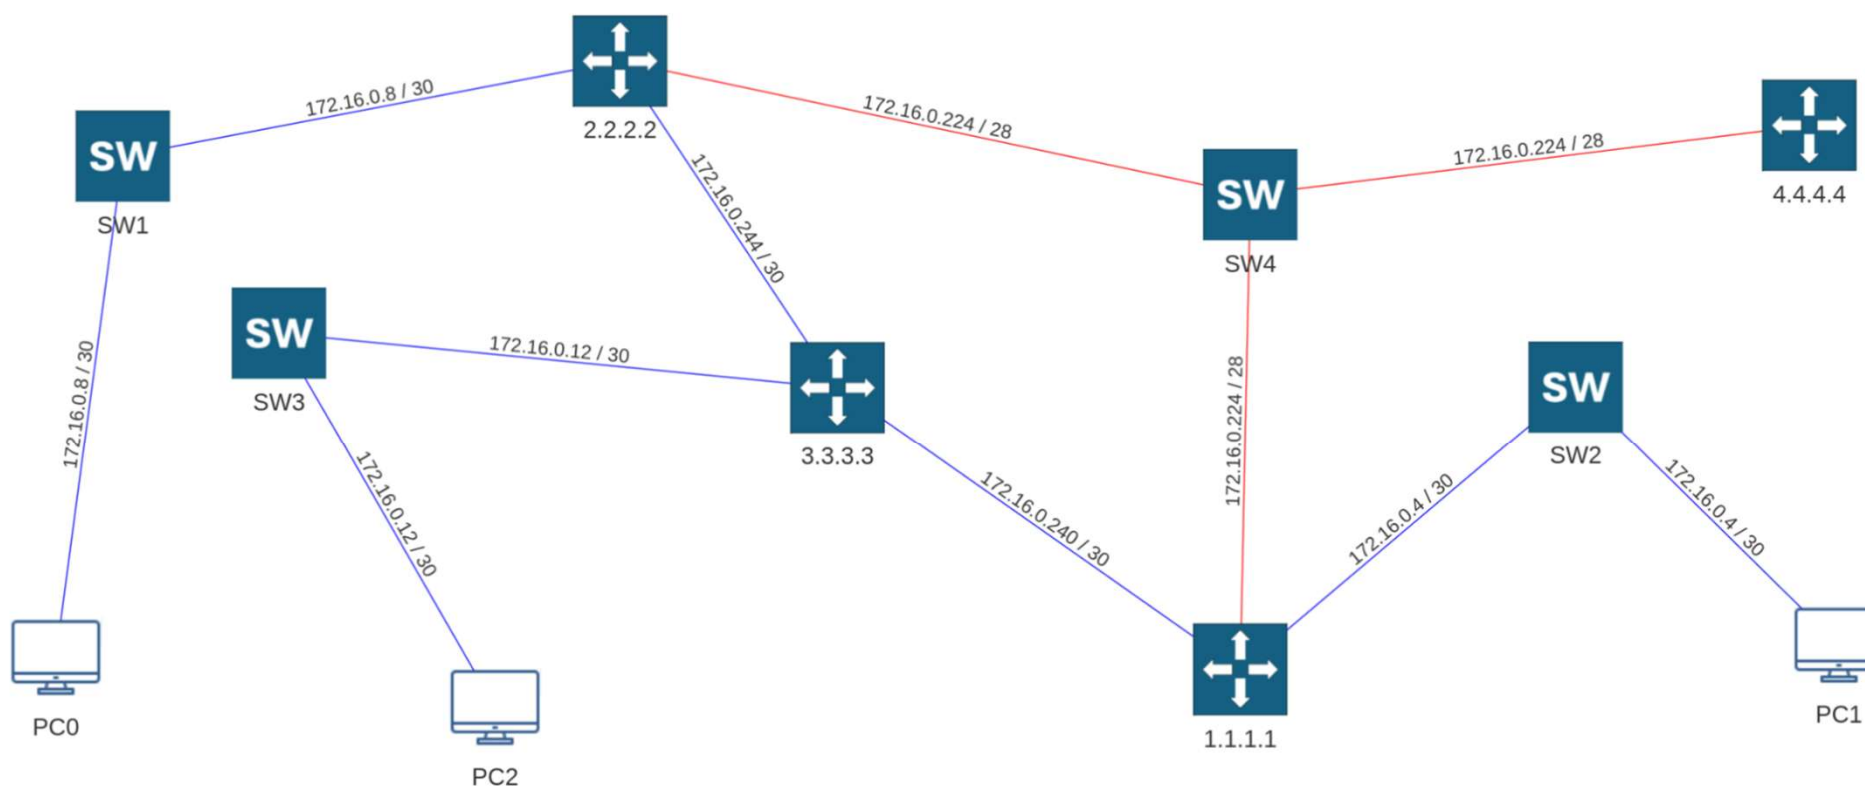 2.2.2.2
172.16.0.8 / 30
172.16.0.224 / 28
172.16.0.224 / 28
4.4.4.4
SW
SW1
SW
SW4
172.16.0.244 / 30
SW
SW3
172.16.0.12 / 30
3.3.3.3
172.16.0.8 / 30
172.16.0.224 / 28
SW
SW2
172.16.0.12 / 30
172.16.0.240 / 30
172.16.0.4 / 30
172.16.0.4 / 30
PC0
PC2
1.1.1.1
PC1